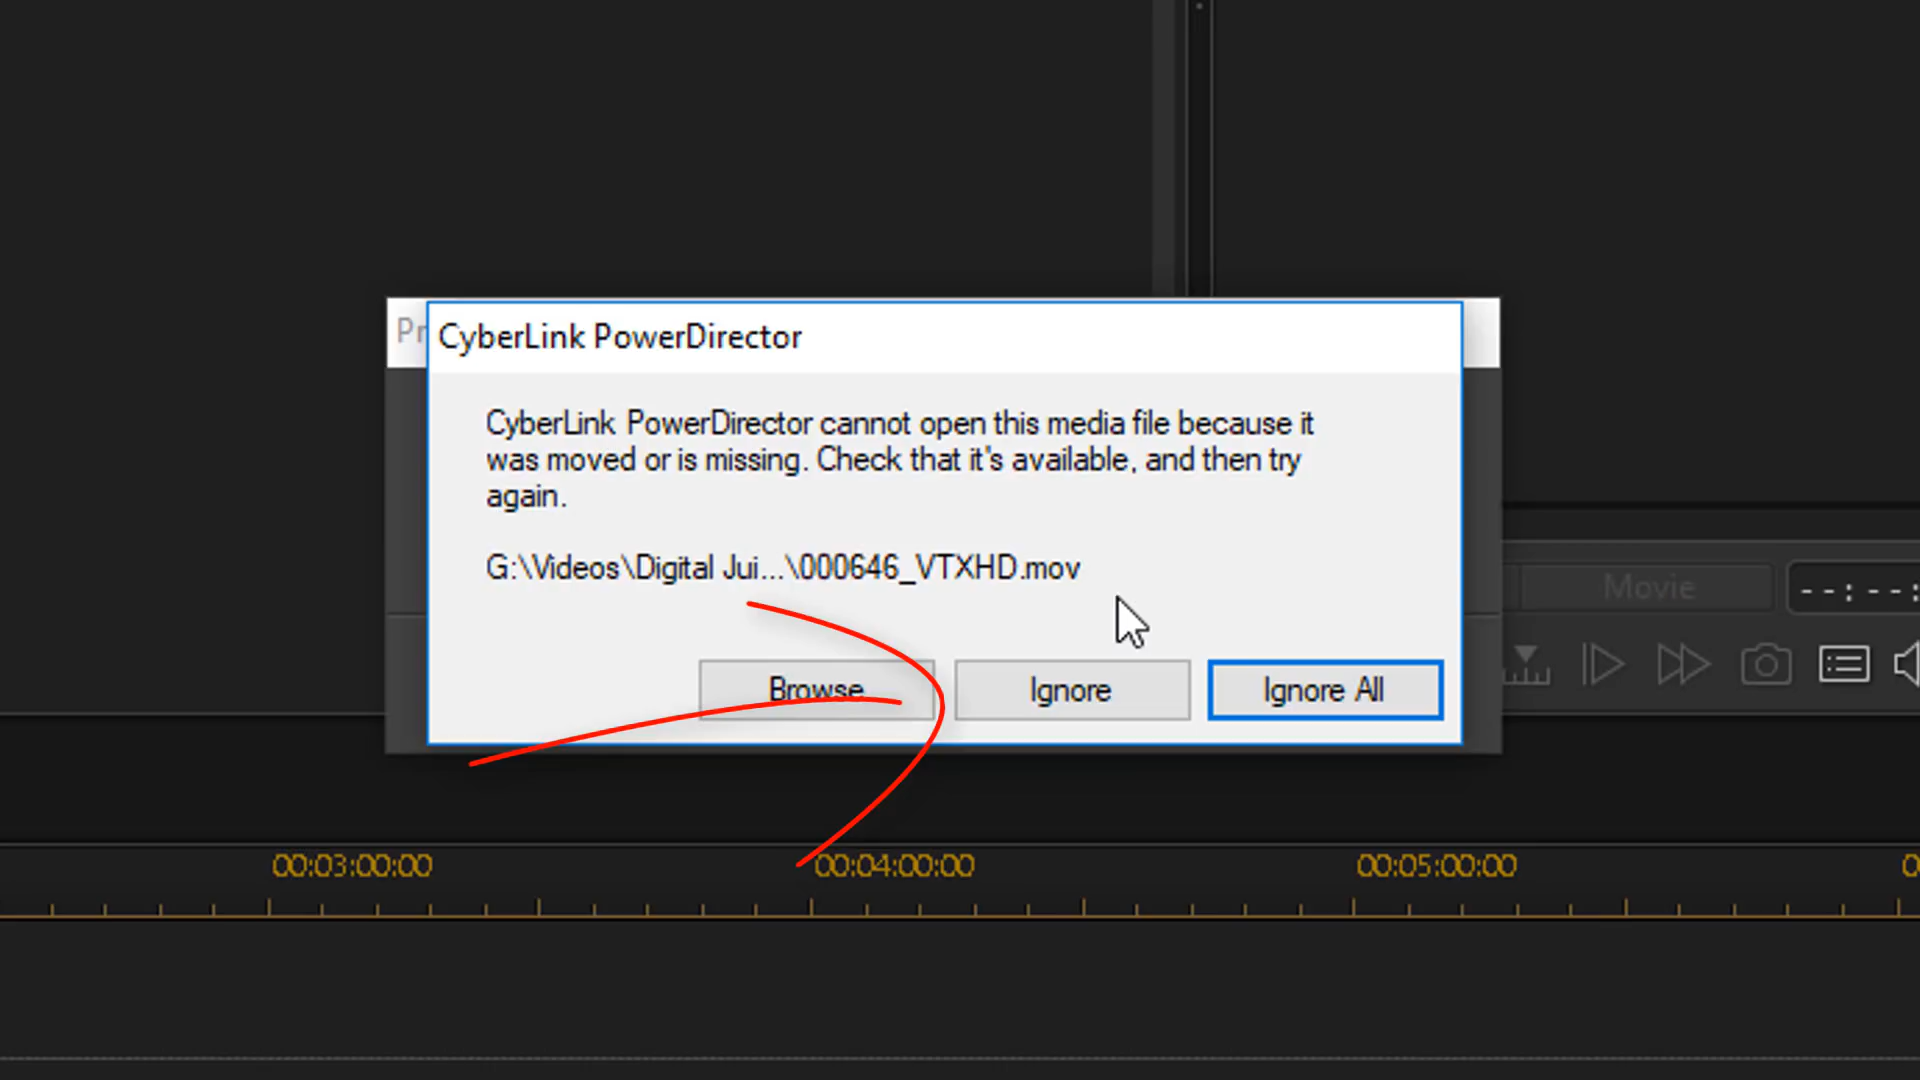 Pr
CyberLink PowerDirector
CyberLink PowerDirector cannot open this media file because it
was moved or is missing. Check that it's available, and then try
again.
G:\Videos\Digital Jui...\000646_VTXHD.mov
Browse
Ignore
Ignore All
Movie
--:--:
00:03:00:00
00:04:00:00
00:05:00:00
0